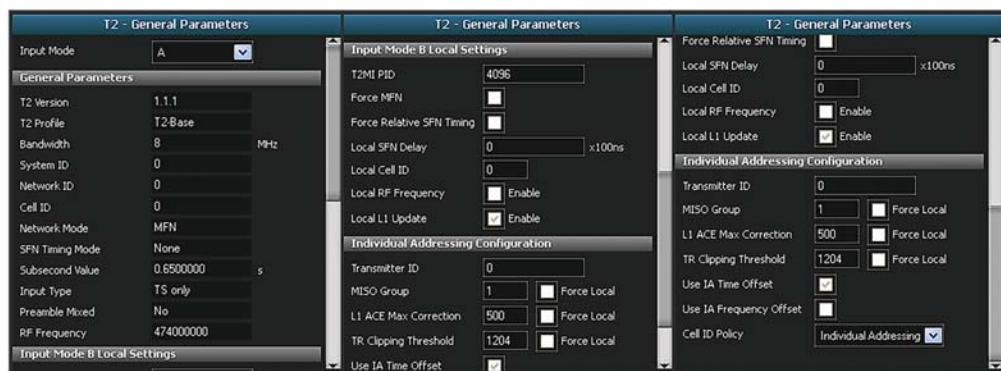 T2 - General Parameters
Input Mode A
General Parameters
T2 Version 1.1.1
T2 Profile T2-Base
Bandwidth 8 MHz
System ID 0
Network ID 0
Cell ID 0
Network Mode MFN
SFN Timing Mode None
Subsecond Value 0.6500000 s
Input Type TS only
Preamble Mixed No
RF Frequency 474000000
Input Mode B Local Settings
T2 - General Parameters
Input Mode B Local Settings
T2MI PID 4096
Force MFN
Force Relative SFN Timing
Local SFN Delay 0 x100ns
Local Cell ID 0
Local RF Frequency Enable
Local L1 Update Enable
Individual Addressing Configuration
Transmitter ID 0
MISO Group 1 Force Local
L1 ACE Max Correction 500 Force Local
TR Clipping Threshold 1204 Force Local
Use IA Time Offset
T2 - General Parameters
Force Relative SFN Timing
Local SFN Delay 0 x100ns
Local Cell ID 0
Local RF Frequency Enable
Local L1 Update Enable
Individual Addressing Configuration
Transmitter ID 0
MISO Group 1 Force Local
L1 ACE Max Correction 500 Force Local
TR Clipping Threshold 1204 Force Local
Use IA Time Offset
Use IA Frequency Offset
Cell ID Policy Individual Addressing